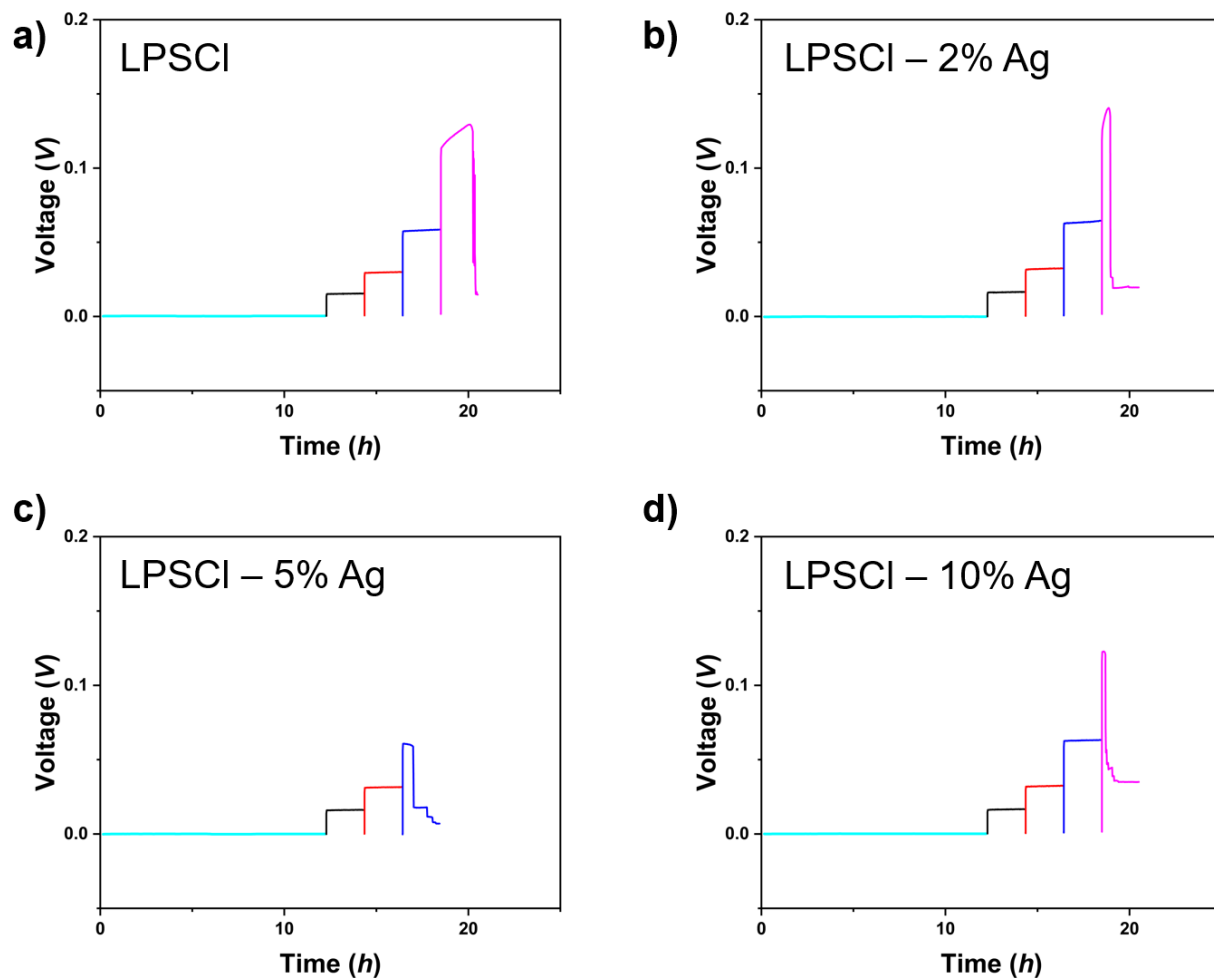 a)
LPSCl
0.2
0.1
0.0
Voltage (V)
0
10
20
Time (h)
b)
LPSCl – 2% Ag
0.2
0.1
0.0
Voltage (V)
0
10
20
Time (h)
c)
LPSCl – 5% Ag
0.2
0.1
0.0
Voltage (V)
0
10
20
Time (h)
d)
LPSCl – 10% Ag
0.2
0.1
0.0
Voltage (V)
0
10
20
Time (h)